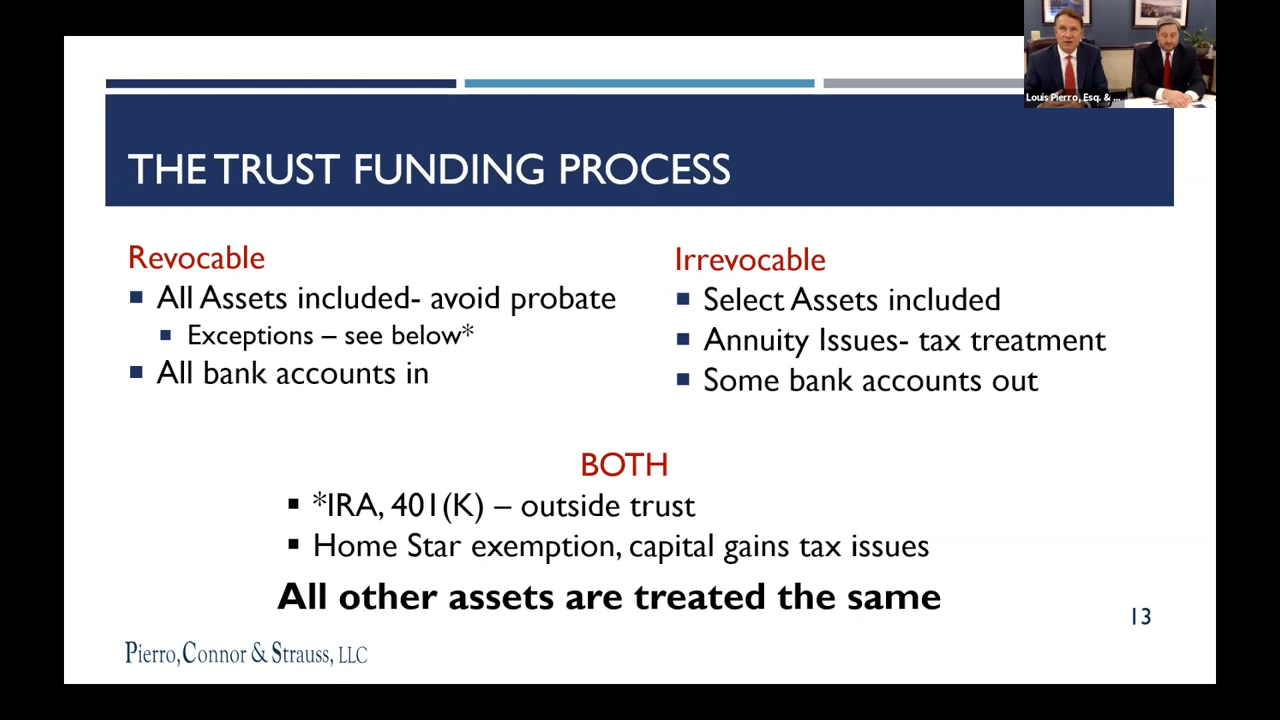 Louis Pierro, Esq. & ...
THE TRUST FUNDING PROCESS
Revocable
All Assets included- avoid probate
Exceptions – see below*
All bank accounts in
Irrevocable
Select Assets included
Annuity Issues- tax treatment
Some bank accounts out
BOTH
*IRA, 401(K) – outside trust
Home Star exemption, capital gains tax issues
All other assets are treated the same
13
Pierro, Connor & Strauss, LLC